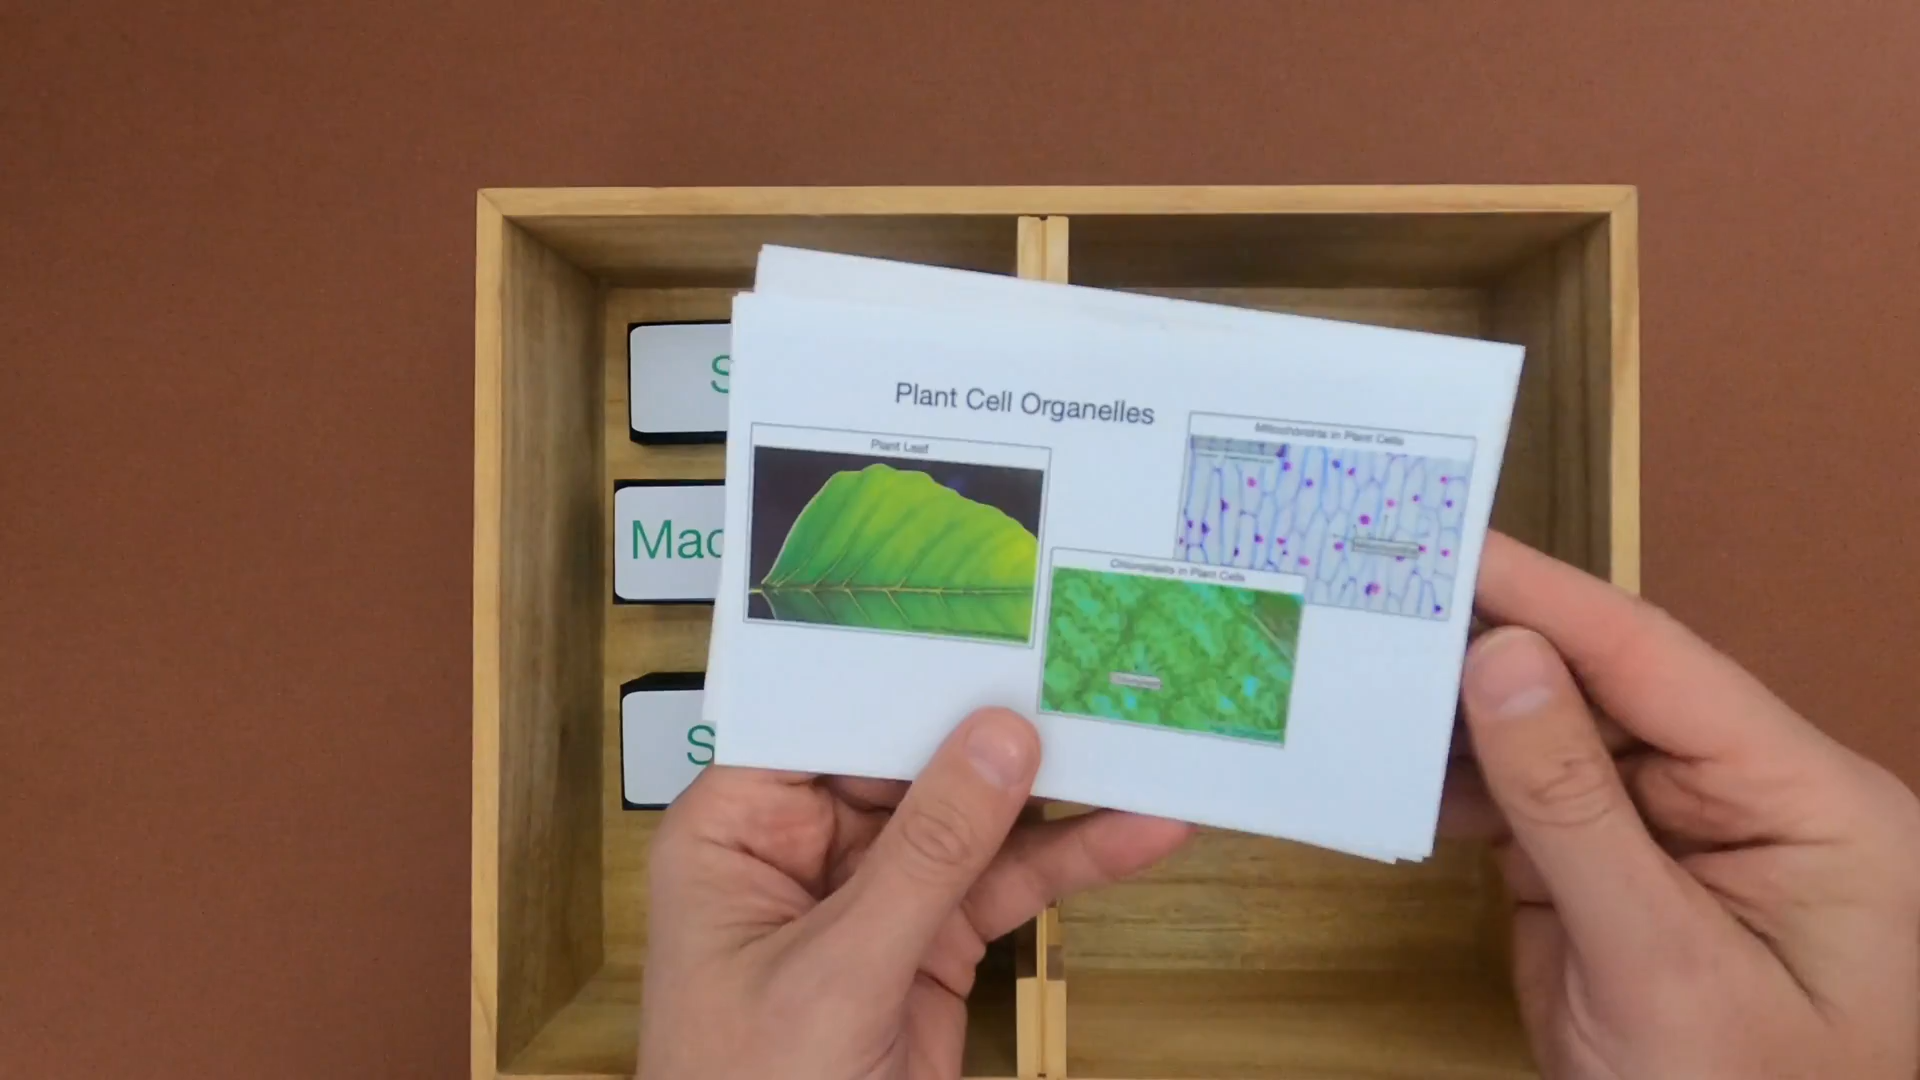 S
Plant Cell Organelles
Mitochondria in Plant Cells
Plant Leaf
Mac
Chloroplasts in Plant Cells
S